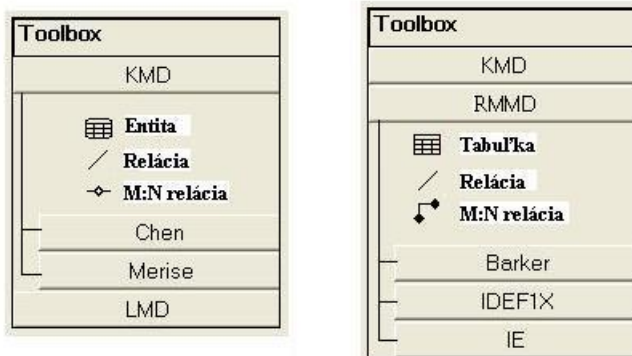 Toolbox
KMD
Entita
Relácia
M:N relácia
Chen
Merise
LMD
Toolbox
KMD
RMMD
Tabuľka
Relácia
M:N relácia
Barker
IDEF1X
IE